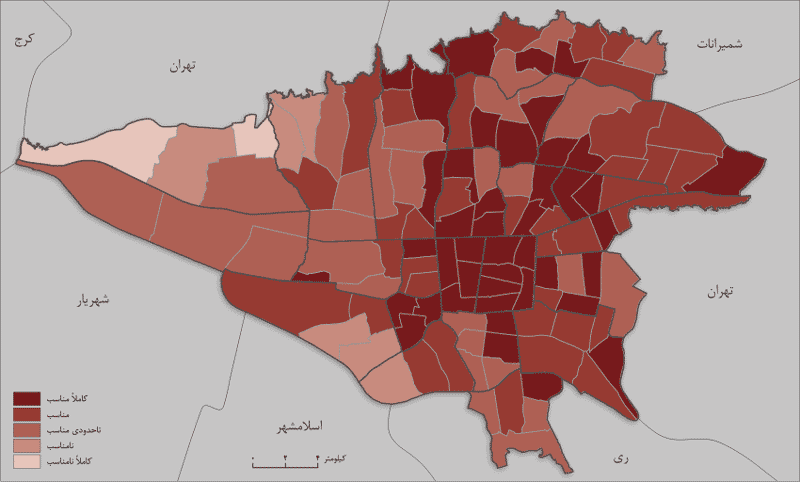 شمیرانات
کرج
تهران
تهران
شهریار
اسلامشهر
ری
کاملاً مناسب
مناسب
تاحدودی مناسب
نامناسب
کاملاً نامناسب
۰ ۲ ۴ کیلومتر